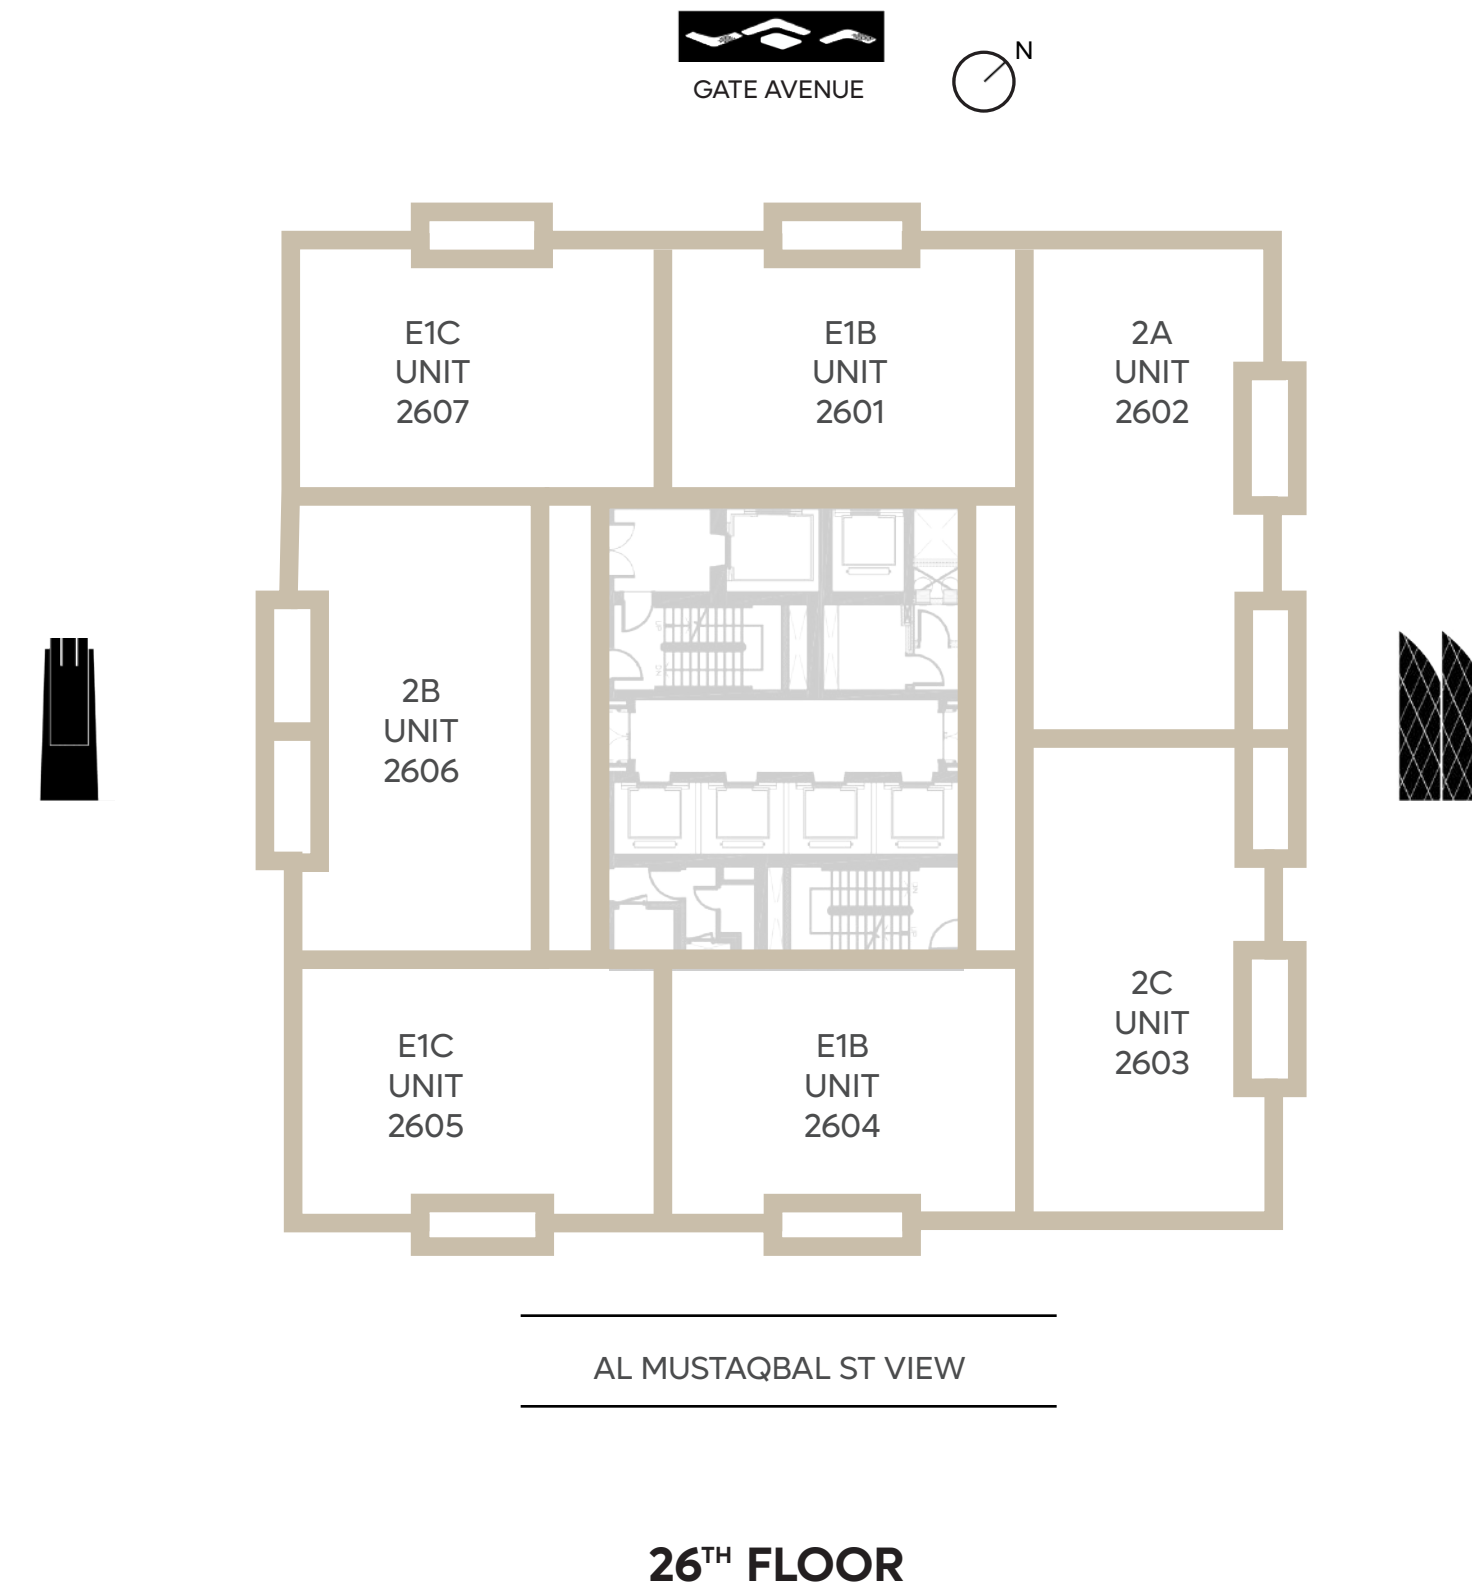 GATE AVENUE
N
E1C
UNIT
2607
E1B
UNIT
2601
2A
UNIT
2602
2B
UNIT
2606
2C
UNIT
2603
E1C
UNIT
2605
E1B
UNIT
2604
AL MUSTAQBAL ST VIEW
26TH FLOOR